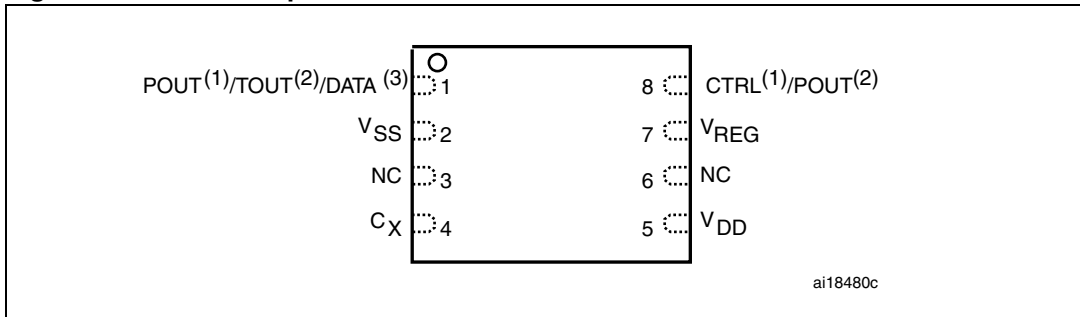 POUT(1)/TOUT(2)/DATA (3) 1 8 CTRL(1)/POUT(2)
VSS 2 7 VREG
NC 3 6 NC
CX 4 5 VDD
ai18480c